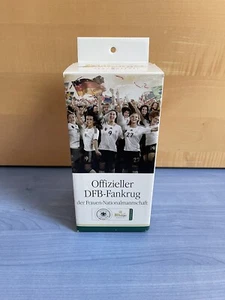 Offizieller
DFB-Fankrug
der Frauen-Nationalmannschaft